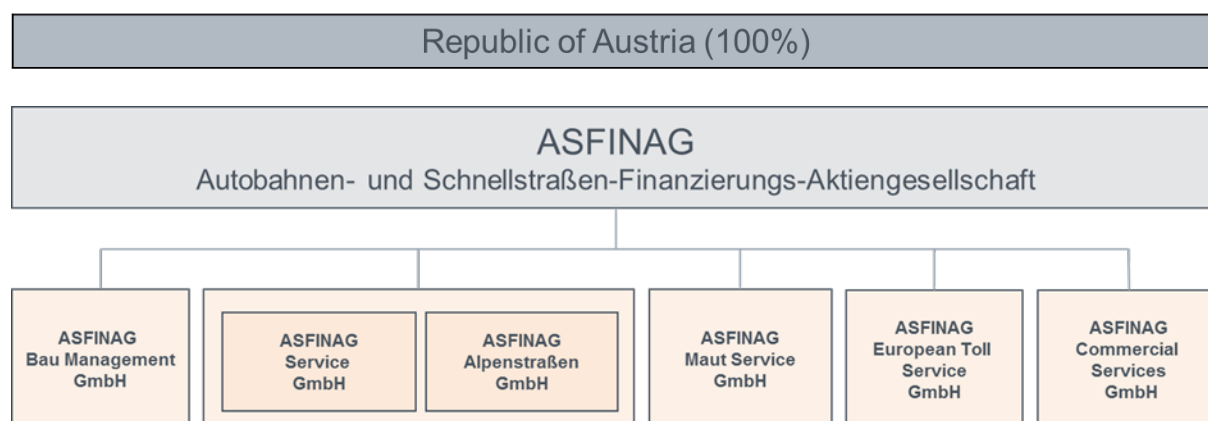 Republic of Austria (100%)
ASFINAG
Autobahnen- und Schnellstraßen-Finanzierungs-Aktiengesellschaft
ASFINAG
Bau Management
GmbH
ASFINAG
Service
GmbH
ASFINAG
Alpenstraßen
GmbH
ASFINAG
Maut Service
GmbH
ASFINAG
European Toll
Service
GmbH
ASFINAG
Commercial
Services
GmbH